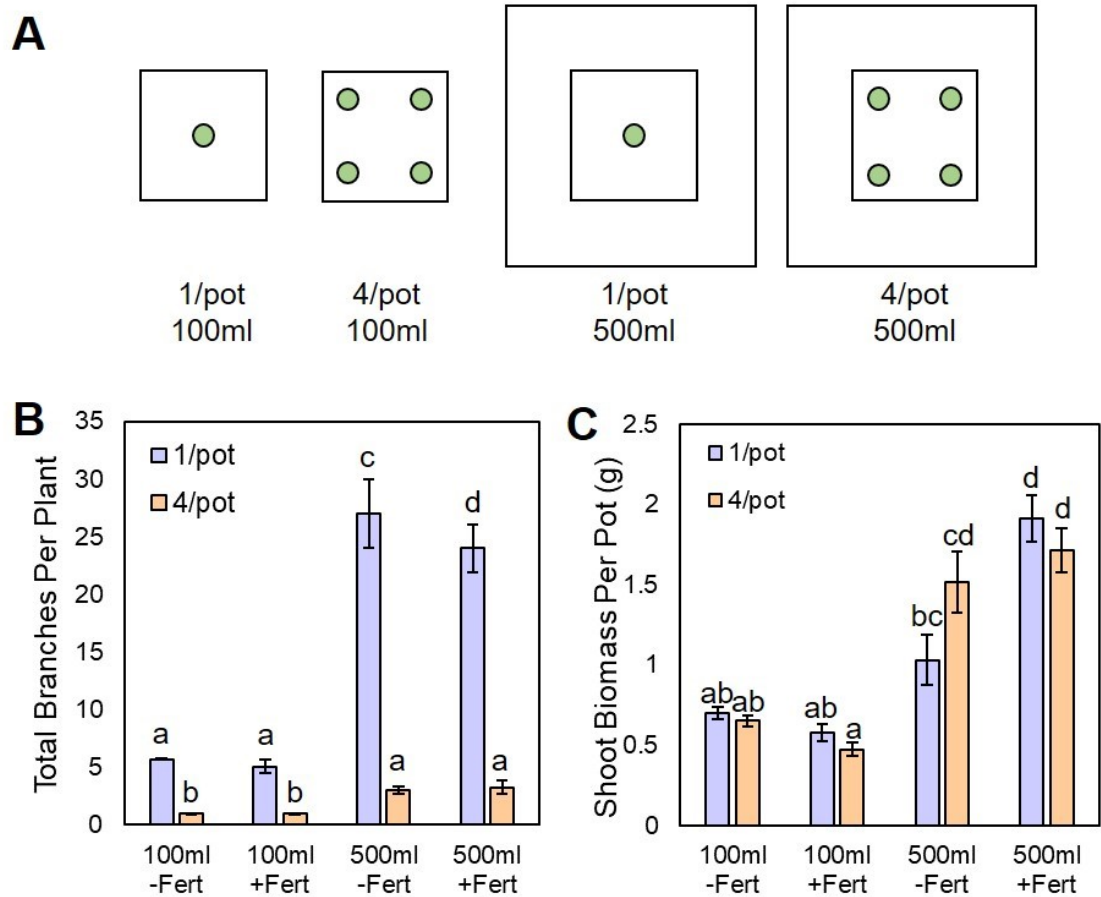 A
1/pot
100ml
4/pot
100ml
1/pot
500ml
4/pot
500ml
B
Total Branches Per Plant
35
30
25
20
15
10
5
0
1/pot
4/pot
a
b
a
b
c
a
d
a
100ml
-Fert
100ml
+Fert
500ml
-Fert
500ml
+Fert
C
Shoot Biomass Per Pot (g)
2.5
2
1.5
1
0.5
0
1/pot
4/pot
ab
ab
ab
a
bc
cd
d
d
100ml
-Fert
100ml
+Fert
500ml
-Fert
500ml
+Fert